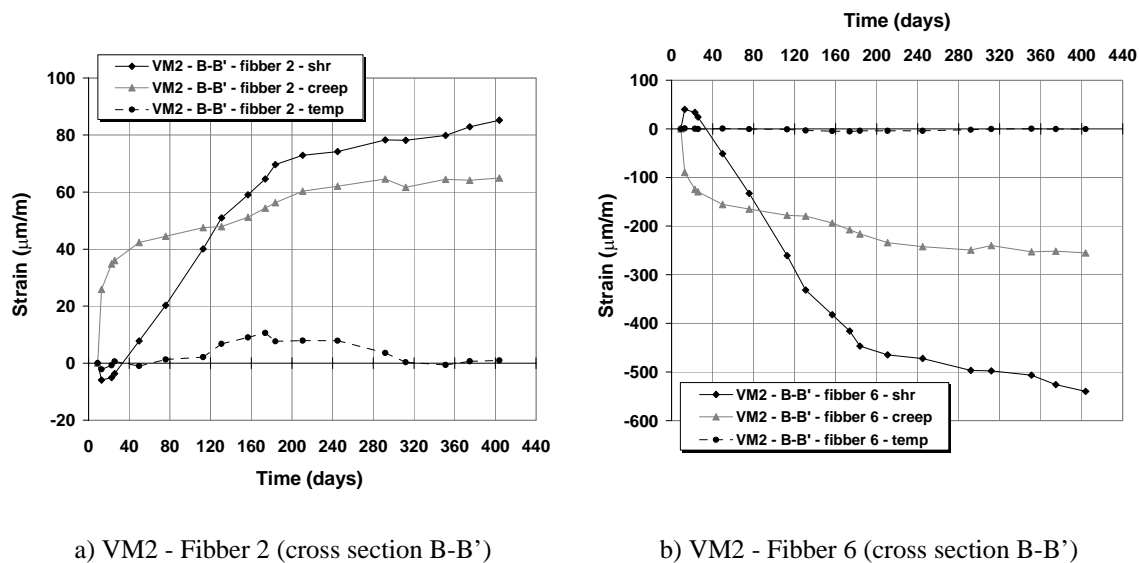 VM2 - B-B' - fibber 2 - shr
VM2 - B-B' - fibber 2 - creep
VM2 - B-B' - fibber 2 - temp
100
80
60
40
20
0
-20
Strain (μm/m)
0 40 80 120 160 200 240 280 320 360 400 440
Time (days)
a) VM2 - Fibber 2 (cross section B-B’)
Time (days)
0 40 80 120 160 200 240 280 320 360 400 440
100
0
-100
-200
-300
-400
-500
-600
Strain (μm/m)
VM2 - B-B' - fibber 6 - shr
VM2 - B-B' - fibber 6 - creep
VM2 - B-B' - fibber 6 - temp
b) VM2 - Fibber 6 (cross section B-B’)